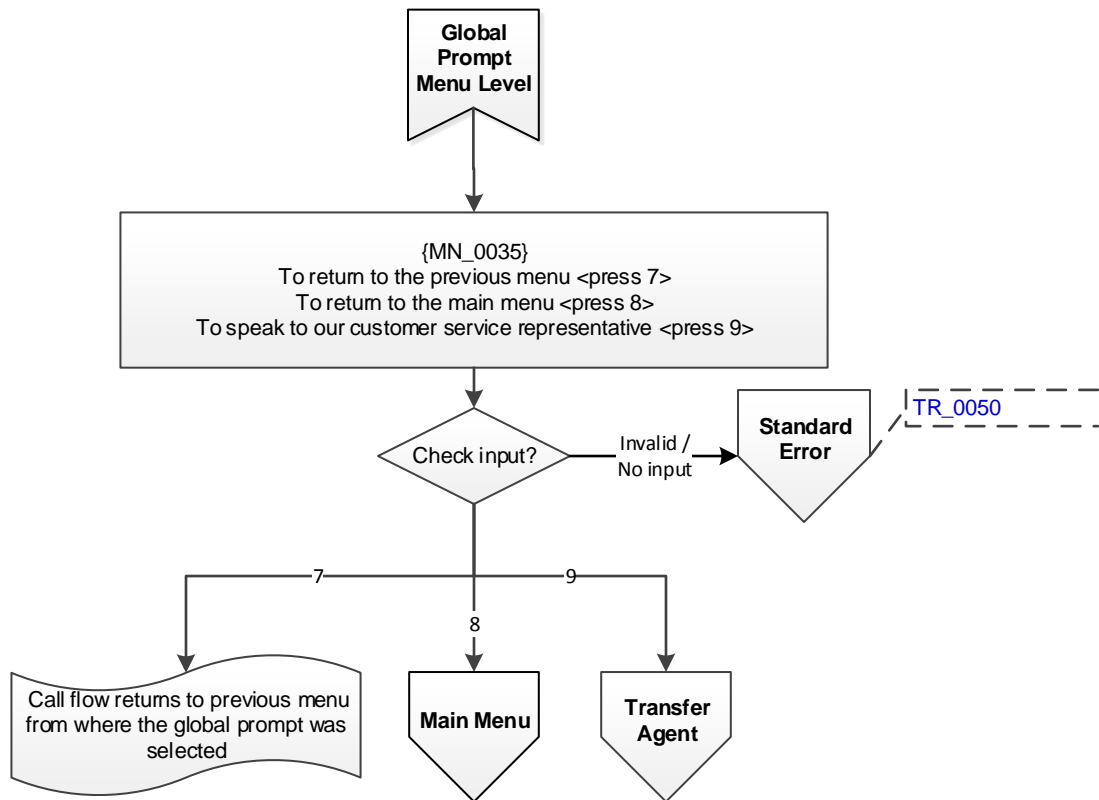 Global
Prompt
Menu Level
{MN_0035}
To return to the previous menu <press 7>
To return to the main menu <press 8>
To speak to our customer service representative <press 9>
Check input?
Invalid /
No input
Standard
Error
TR_0050
7
9
8
Call flow returns to previous menu
from where the global prompt was
selected
Main Menu
Transfer
Agent